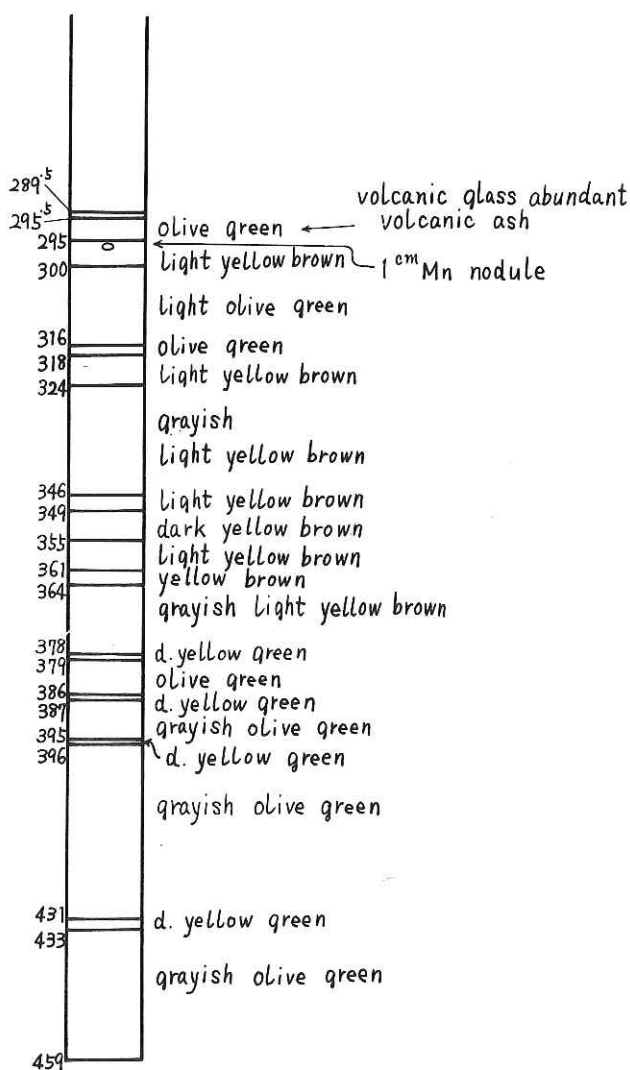 289.5
volcanic glass abundant
295.5
olive green ← volcanic ash
295
light yellow brown
1 cm Mn nodule
300
light olive green
316
olive green
318
light yellow brown
324
grayish
light yellow brown
346
light yellow brown
349
dark yellow brown
355
light yellow brown
361
yellow brown
364
grayish light yellow brown
378
d. yellow green
379
olive green
386
d. yellow green
387
grayish olive green
395
d. yellow green
396
grayish olive green
431
d. yellow green
433
grayish olive green
459